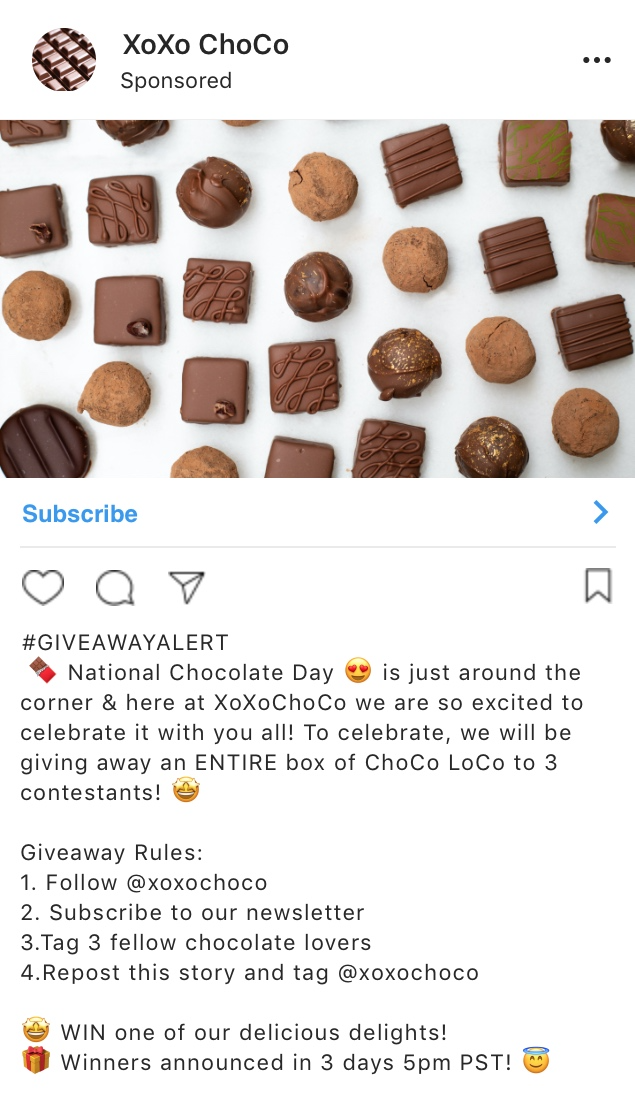 XoXo ChoCo
Sponsored
Subscribe
#GIVEAWAYALERT
🍫 National Chocolate Day 😍 is just around the
corner & here at XoXoChoCo we are so excited to
celebrate it with you all! To celebrate, we will be
giving away an ENTIRE box of ChoCo LoCo to 3
contestants! 🤩
Giveaway Rules:
1. Follow @xoxochoco
2. Subscribe to our newsletter
3.Tag 3 fellow chocolate lovers
4.Repost this story and tag @xoxochoco
🤩 WIN one of our delicious delights!
🎁 Winners announced in 3 days 5pm PST! 😇